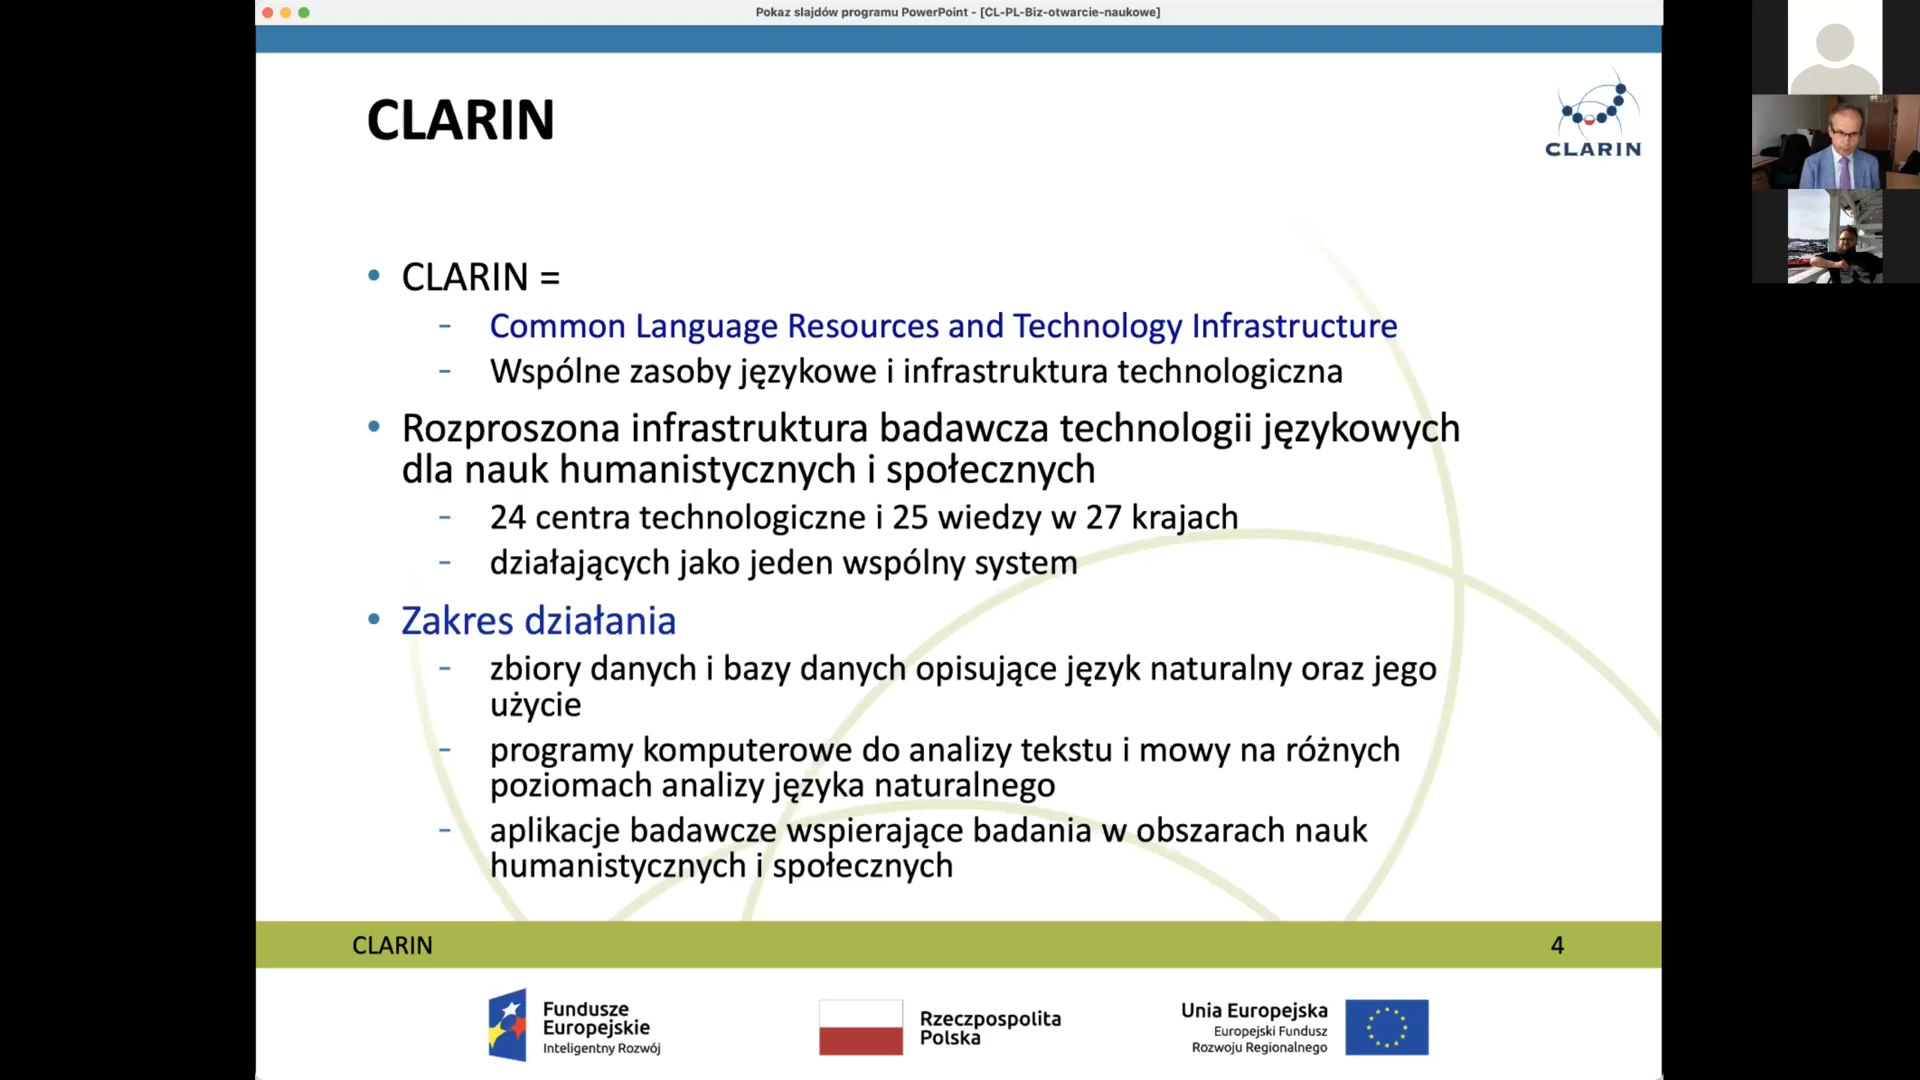 Pokaz slajdów programu PowerPoint - [CL-PL-Biz-otwarcie-naukowe]
CLARIN
CLARIN
• CLARIN =
- Common Language Resources and Technology Infrastructure
- Wspólne zasoby językowe i infrastruktura technologiczna
• Rozproszona infrastruktura badawcza technologii językowych
dla nauk humanistycznych i społecznych
- 24 centra technologiczne i 25 wiedzy w 27 krajach
- działających jako jeden wspólny system
• Zakres działania
- zbiory danych i bazy danych opisujące język naturalny oraz jego
użycie
- programy komputerowe do analizy tekstu i mowy na różnych
poziomach analizy języka naturalnego
- aplikacje badawcze wspierające badania w obszarach nauk
humanistycznych i społecznych
CLARIN
4
Fundusze
Europejskie
Inteligentny Rozwój
Rzeczpospolita
Polska
Unia Europejska
Europejski Fundusz
Rozwoju Regionalnego